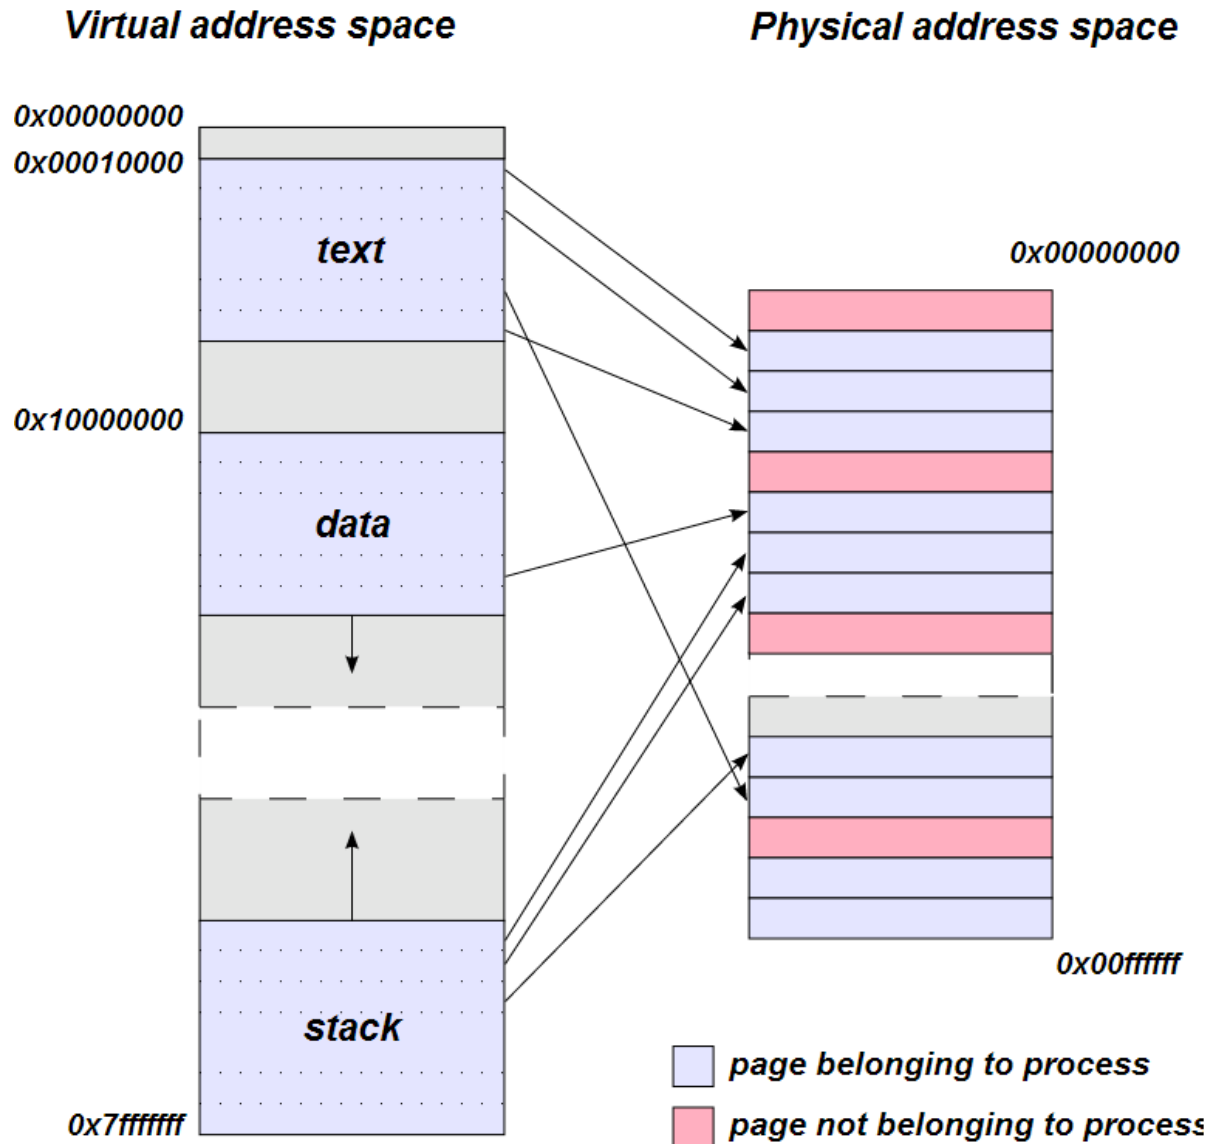 Virtual address space
Physical address space
0x00000000
0x00010000
text
0x00000000
0x10000000
data
stack
0x00ffffff
page belonging to process
0x7fffffff
page not belonging to process